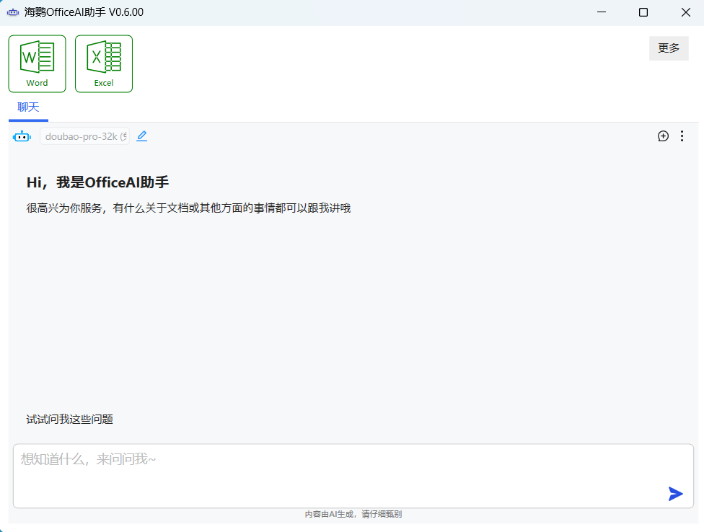 海鹦OfficeAI助手 V0.6.00
W
Word
X
Excel
更多
聊天
doubao-pro-32k
Hi，我是OfficeAI助手
很高兴为你服务，有什么关于文档或其他方面的事情都可以跟我讲哦
试试问我这些问题
想知道什么，来问问我~
内容由AI生成，请仔细甄别